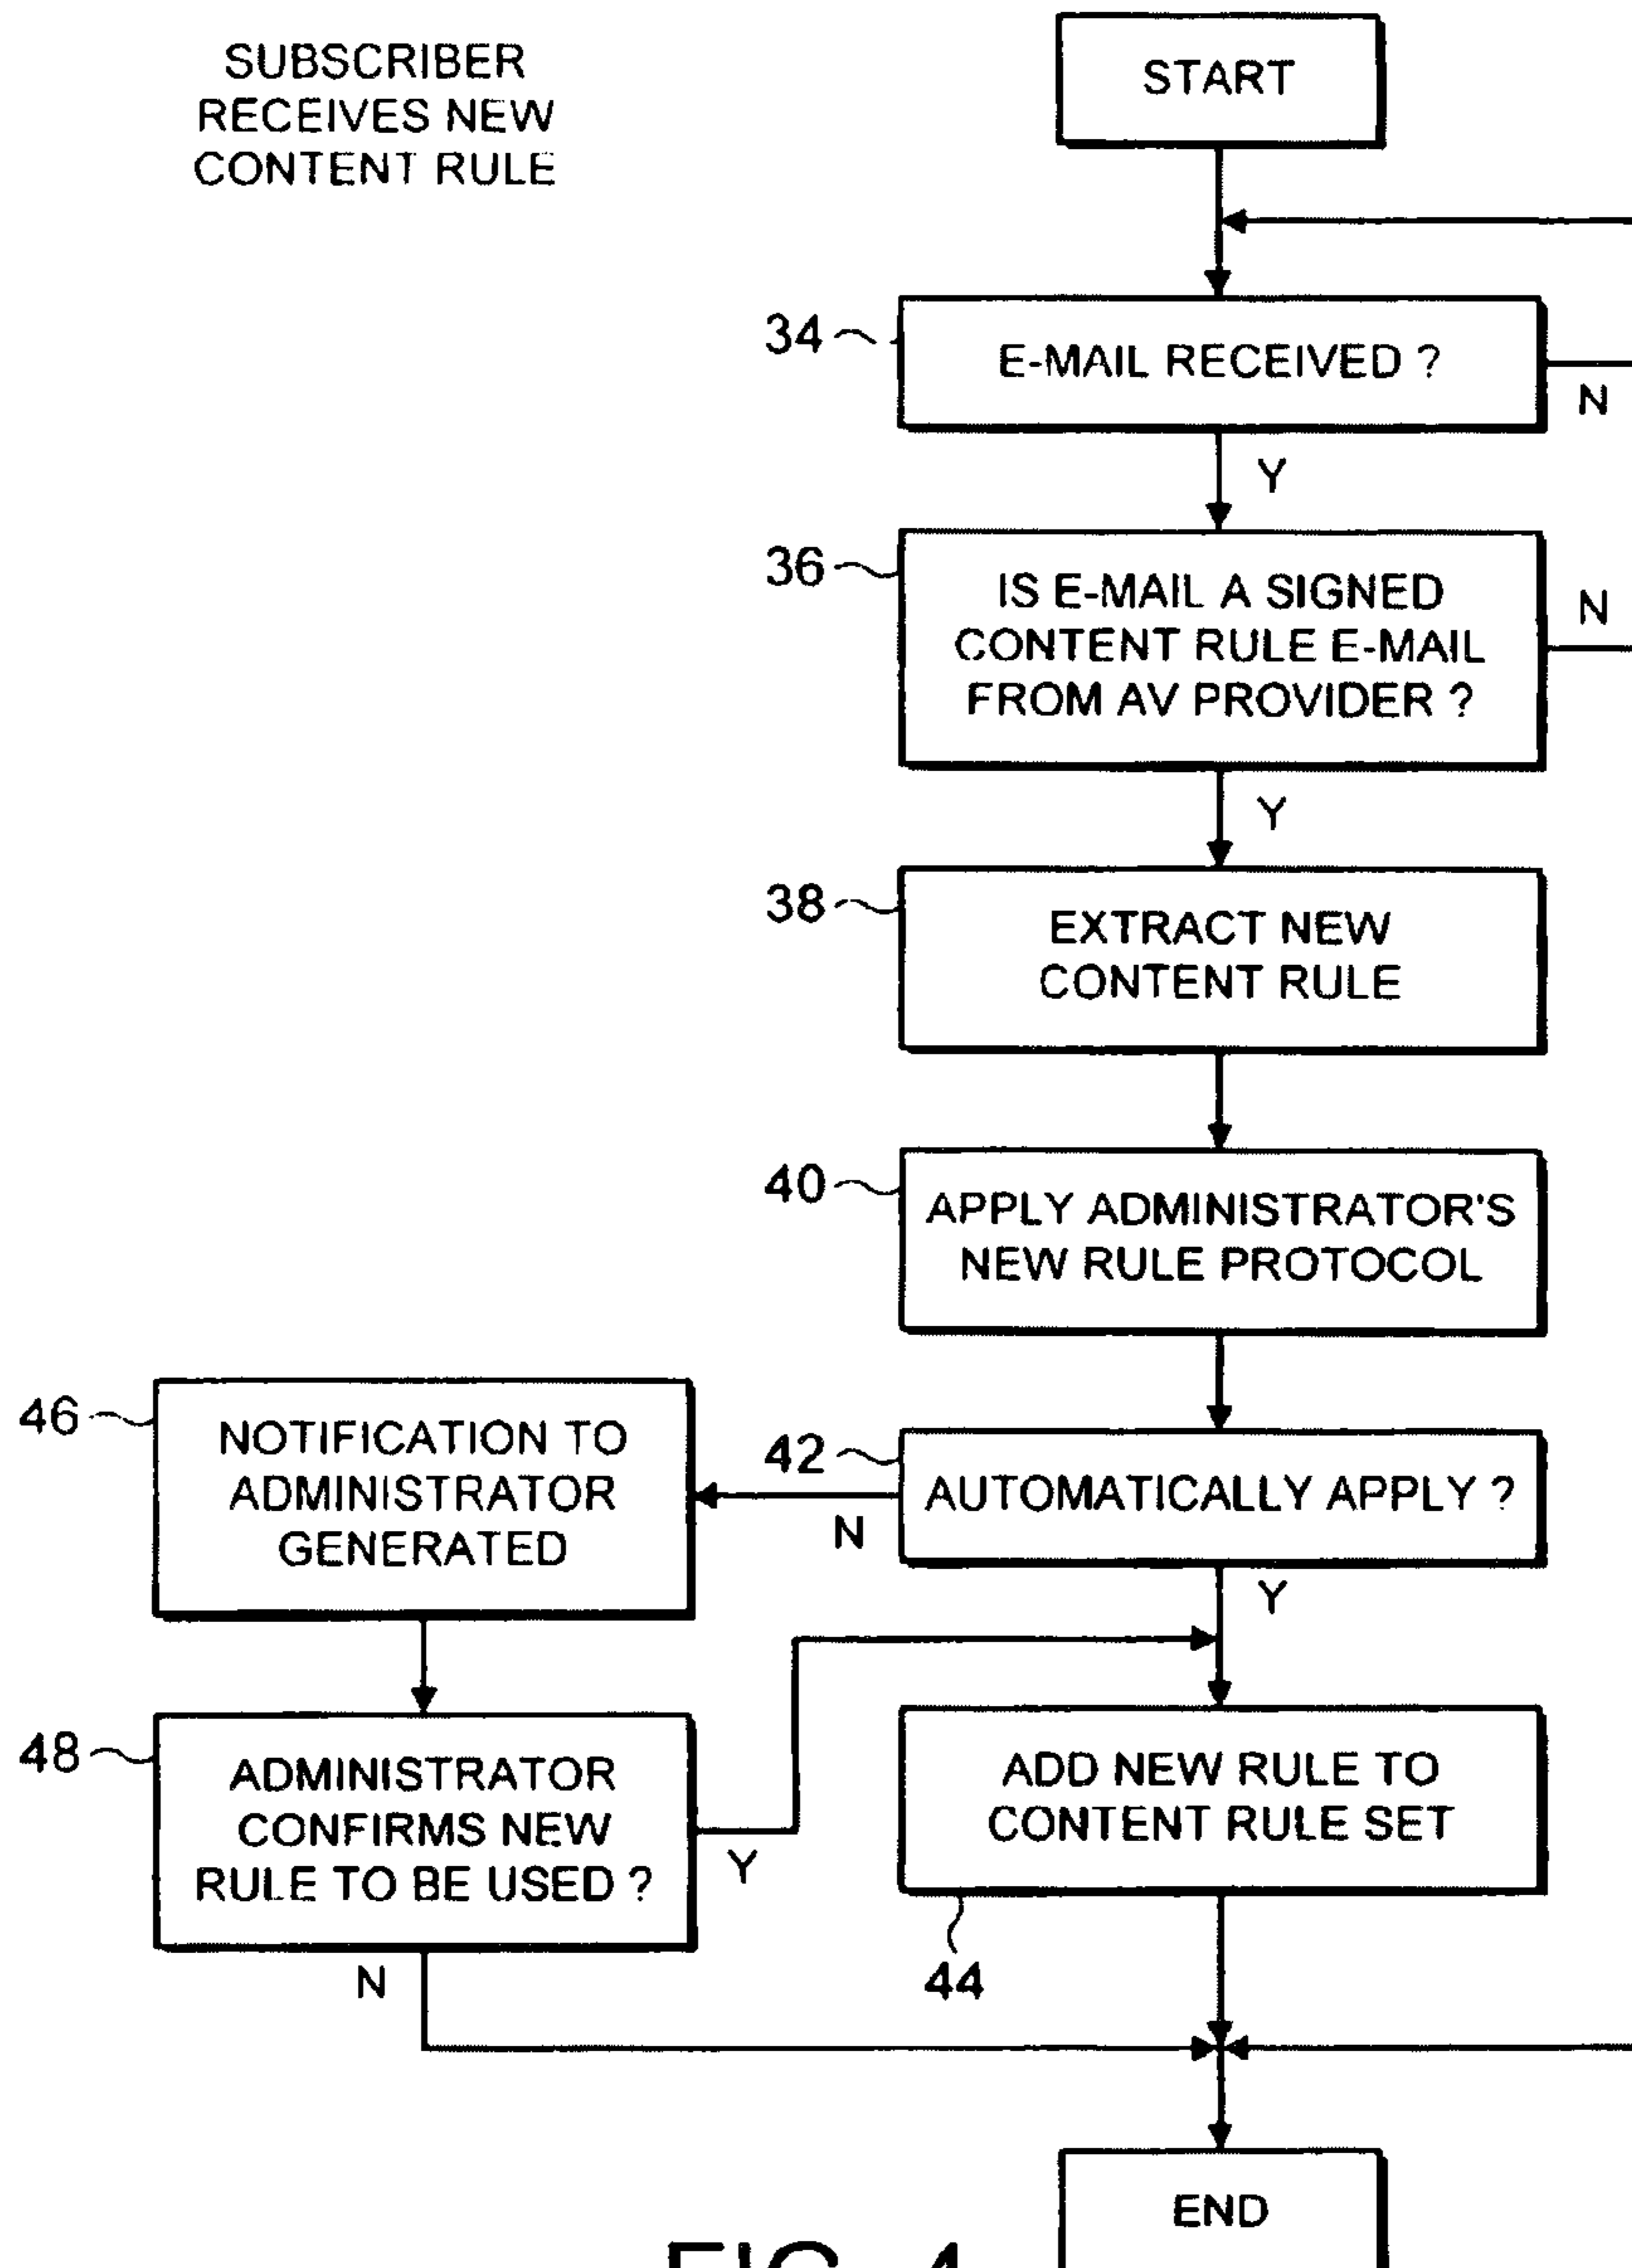 SUBSCRIBER
RECEIVES NEW
CONTENT RULE
START
34
E-MAIL RECEIVED ?
N
Y
36
IS E-MAIL A SIGNED
CONTENT RULE E-MAIL
FROM AV PROVIDER ?
N
Y
38
EXTRACT NEW
CONTENT RULE
40
APPLY ADMINISTRATOR'S
NEW RULE PROTOCOL
46
NOTIFICATION TO
ADMINISTRATOR
GENERATED
42
AUTOMATICALLY APPLY ?
N
Y
48
ADMINISTRATOR
CONFIRMS NEW
RULE TO BE USED ?
Y
N
ADD NEW RULE TO
CONTENT RULE SET
44
END
FIG. 4